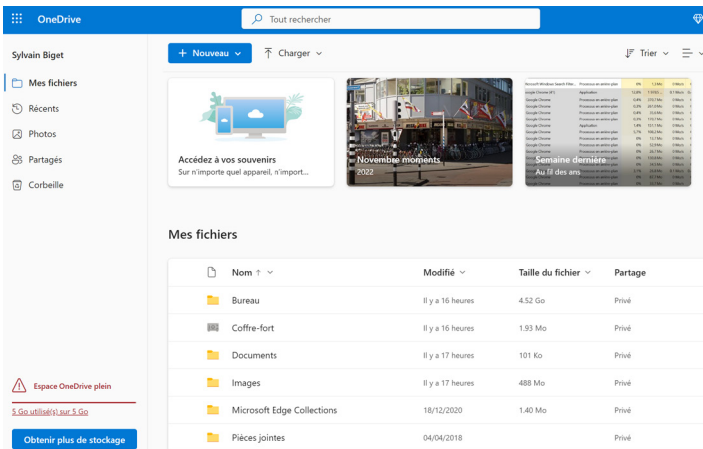 OneDrive
Tout rechercher
Sylvain Biget
Mes fichiers
Récents
Photos
Partagés
Corbeille
Espace OneDrive plein
5 Go utilisé(s) sur 5 Go
Obtenir plus de stockage
+ Nouveau
Charger
Trier
Accédez à vos souvenirs
Sur n'importe quel appareil, n'import...
Novembre moments
2022
Semaine dernière
Au fil des ans
Mes fichiers
Nom ↑ Modifié Taille du fichier Partage
Bureau Il y a 16 heures 4.52 Go Privé
Coffre-fort Il y a 16 heures 1.93 Mo Privé
Documents Il y a 17 heures 101 Ko Privé
Images Il y a 17 heures 488 Mo Privé
Microsoft Edge Collections 18/12/2020 1.40 Mo Privé
Pièces jointes 04/04/2018 Privé